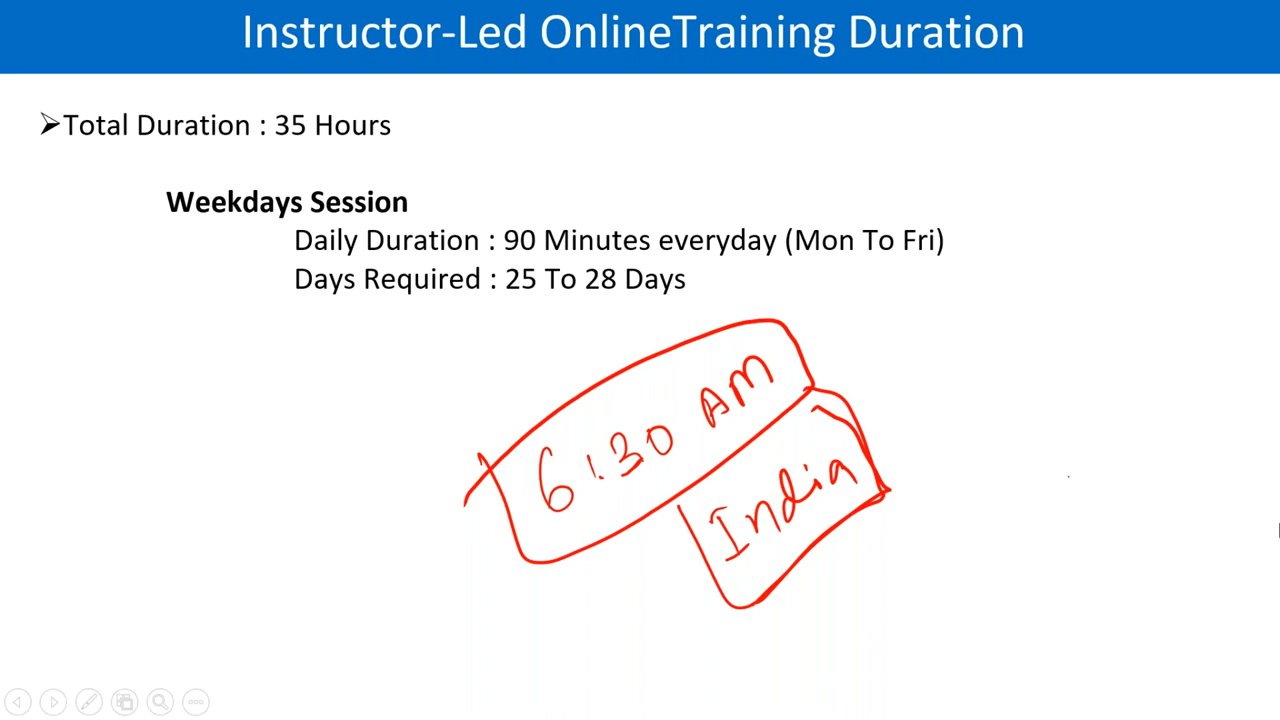 Instructor-Led OnlineTraining Duration
➢Total Duration : 35 Hours
Weekdays Session
Daily Duration : 90 Minutes everyday (Mon To Fri)
Days Required : 25 To 28 Days
6:30 AM
India